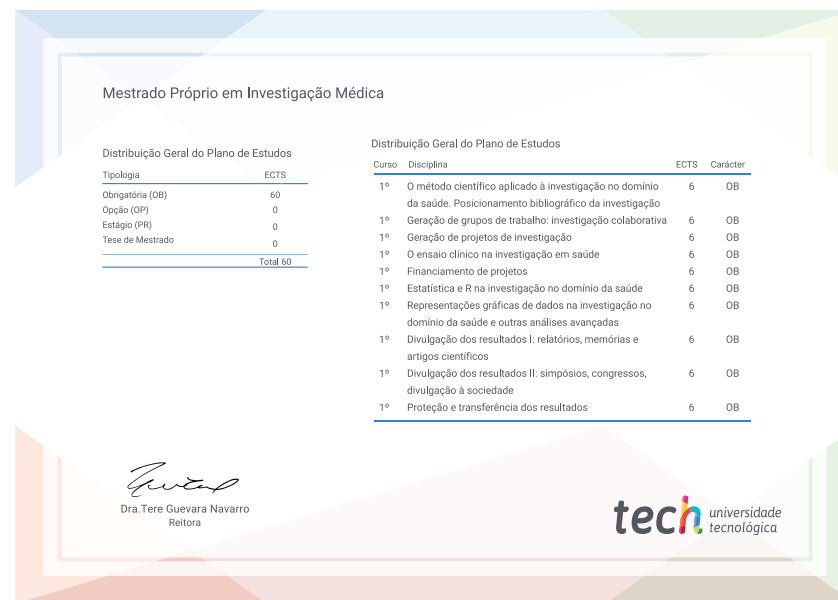 Mestrado Próprio em Investigação Médica
Distribuição Geral do Plano de Estudos
Tipologia ECTS
Obrigatória (OB) 60
Opção (OP) 0
Estágio (PR) 0
Tese de Mestrado 0
Total 60
Distribuição Geral do Plano de Estudos
Curso Disciplina ECTS Carácter
1º O método científico aplicado à investigação no domínio 6 OB
da saúde. Posicionamento bibliográfico da investigação
1º Geração de grupos de trabalho: investigação colaborativa 6 OB
1º Geração de projetos de investigação 6 OB
1º O ensaio clínico na investigação em saúde 6 OB
1º Financiamento de projetos 6 OB
1º Estatística e R na investigação no domínio da saúde 6 OB
1º Representações gráficas de dados na investigação no 6 OB
domínio da saúde e outras análises avançadas
1º Divulgação dos resultados I: relatórios, memórias e 6 OB
artigos científicos
1º Divulgação dos resultados II: simpósios, congressos, 6 OB
divulgação à sociedade
1º Proteção e transferência dos resultados 6 OB
Dra.Tere Guevara Navarro
Reitora
tech universidade
tecnológica